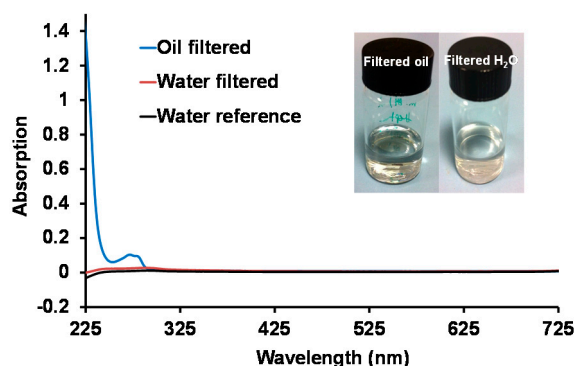 1.4
1.2
1
0.8
0.6
0.4
0.2
0
-0.2
Absorption
Oil filtered
Water filtered
Water reference
Filtered oil
Filtered H₂O
225
325
425
525
625
725
Wavelength (nm)